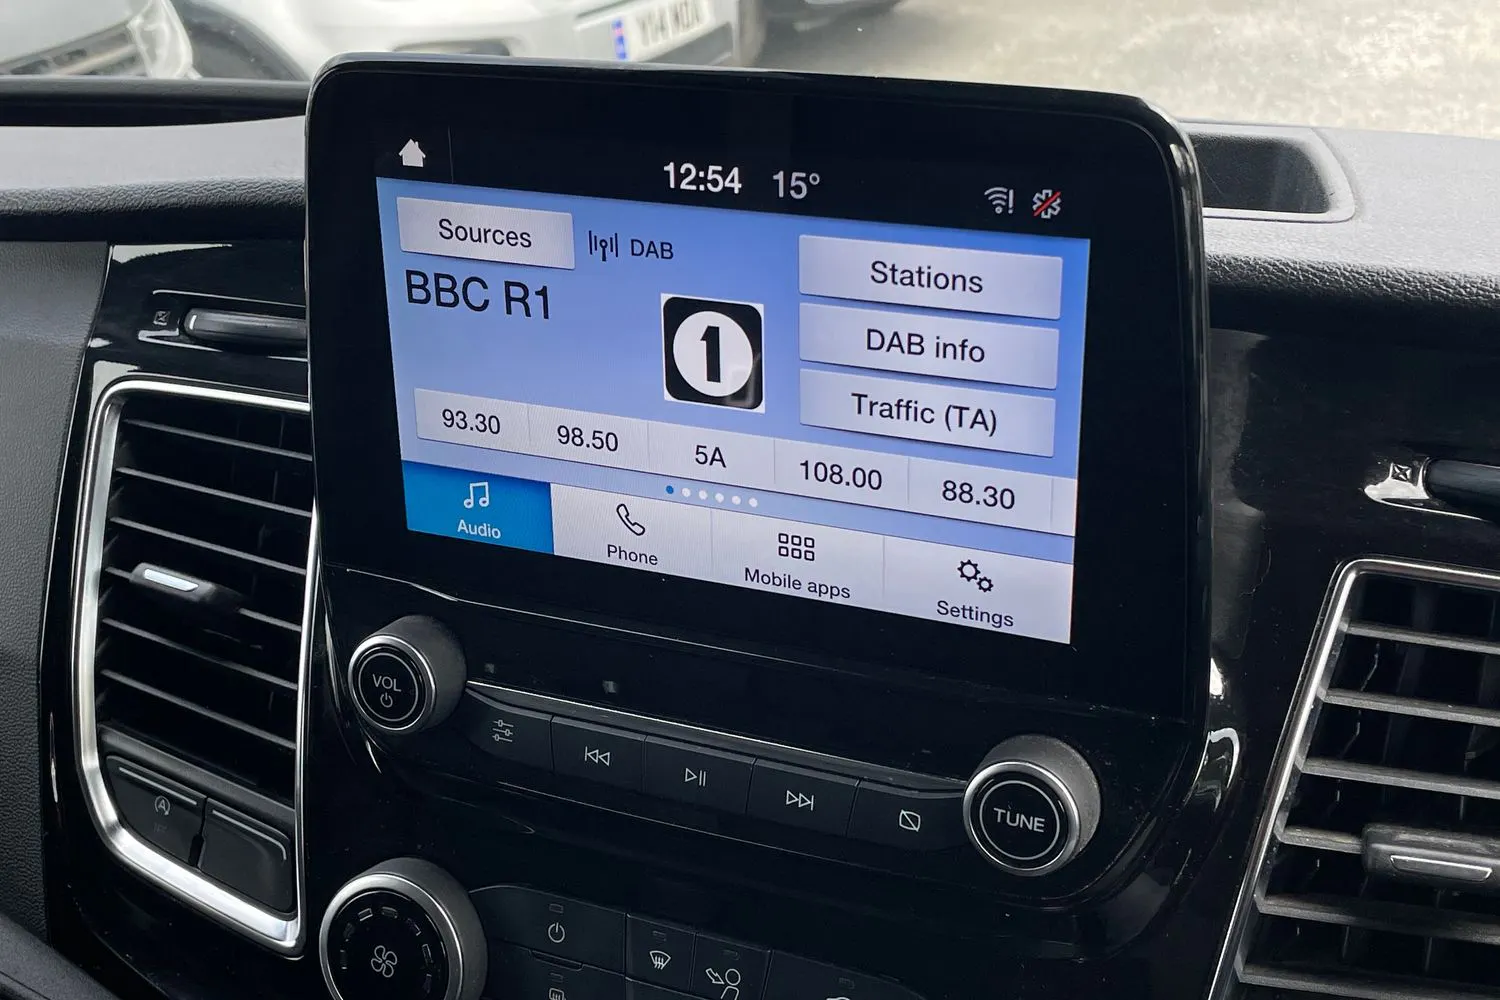 12:54 15°
Sources
DAB
BBC R1
1
Stations
DAB info
Traffic (TA)
93.30
98.50
5A
108.00
88.30
Audio
Phone
Mobile apps
Settings
VOL
TUNE